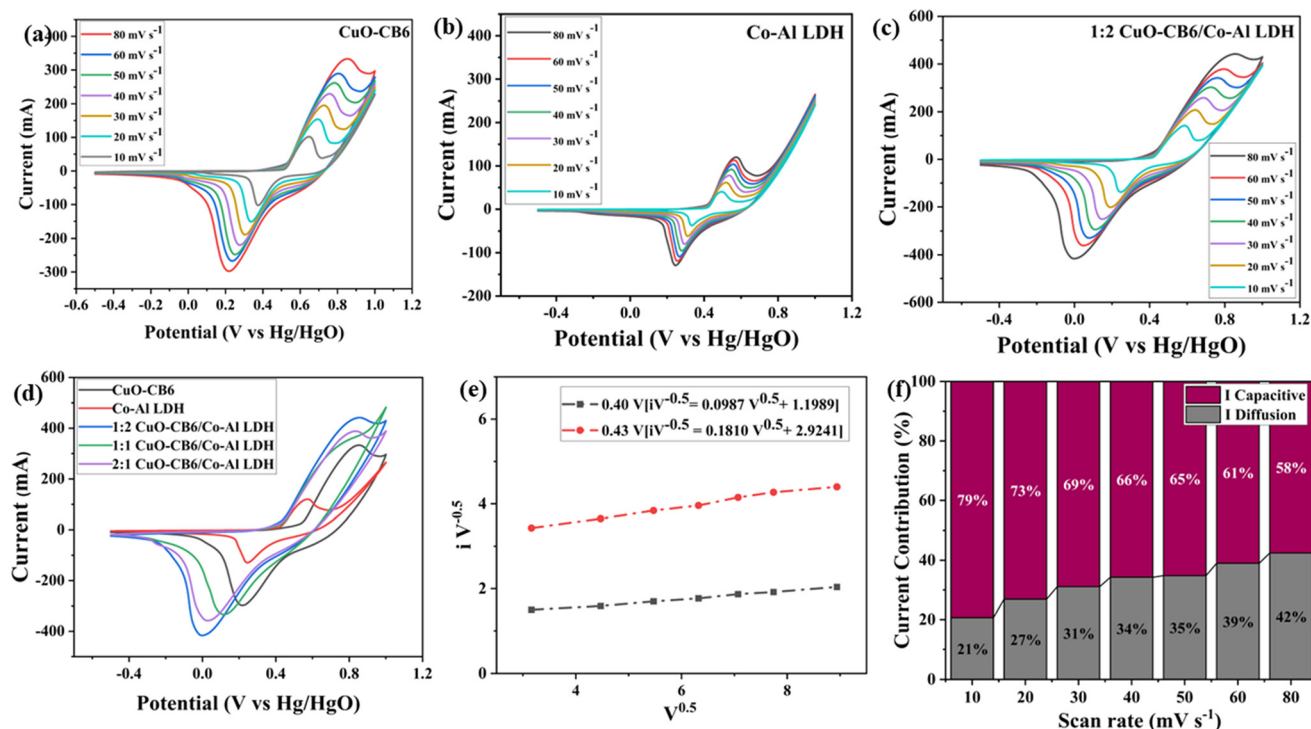 (a)
CuO-CB6
80 mV s⁻¹
60 mV s⁻¹
50 mV s⁻¹
40 mV s⁻¹
30 mV s⁻¹
20 mV s⁻¹
10 mV s⁻¹
400
300
200
100
0
-100
-200
-300
Current (mA)
-0.6 -0.4 -0.2 0.0 0.2 0.4 0.6 0.8 1.0 1.2
Potential (V vs Hg/HgO)
(b)
Co-Al LDH
80 mV s⁻¹
60 mV s⁻¹
50 mV s⁻¹
40 mV s⁻¹
30 mV s⁻¹
20 mV s⁻¹
10 mV s⁻¹
400
300
200
100
0
-100
-200
Current (mA)
-0.4 0.0 0.4 0.8 1.2
Potential (V vs Hg/HgO)
(c)
1:2 CuO-CB6/Co-Al LDH
80 mV s⁻¹
60 mV s⁻¹
50 mV s⁻¹
40 mV s⁻¹
30 mV s⁻¹
20 mV s⁻¹
10 mV s⁻¹
600
400
200
0
-200
-400
-600
Current (mA)
-0.4 0.0 0.4 0.8 1.2
Potential (V vs Hg/HgO)
(d)
CuO-CB6
Co-Al LDH
1:2 CuO-CB6/Co-Al LDH
1:1 CuO-CB6/Co-Al LDH
2:1 CuO-CB6/Co-Al LDH
600
400
200
0
-200
-400
Current (mA)
-0.4 0.0 0.4 0.8 1.2
Potential (V vs Hg/HgO)
(e)
0.40 V[iV⁻⁰·⁵= 0.0987 V⁰·⁵+ 1.1989]
0.43 V[iV⁻⁰·⁵= 0.1810 V⁰·⁵+ 2.9241]
6
4
2
0
i V⁻⁰·⁵
4 6 8
V⁰·⁵
(f)
I Capacitive
I Diffusion
100
80
60
40
20
0
Current Contribution (%)
79% 73% 69% 66% 65% 61% 58%
21% 27% 31% 34% 35% 39% 42%
10 20 30 40 50 60 80
Scan rate (mV s⁻¹)